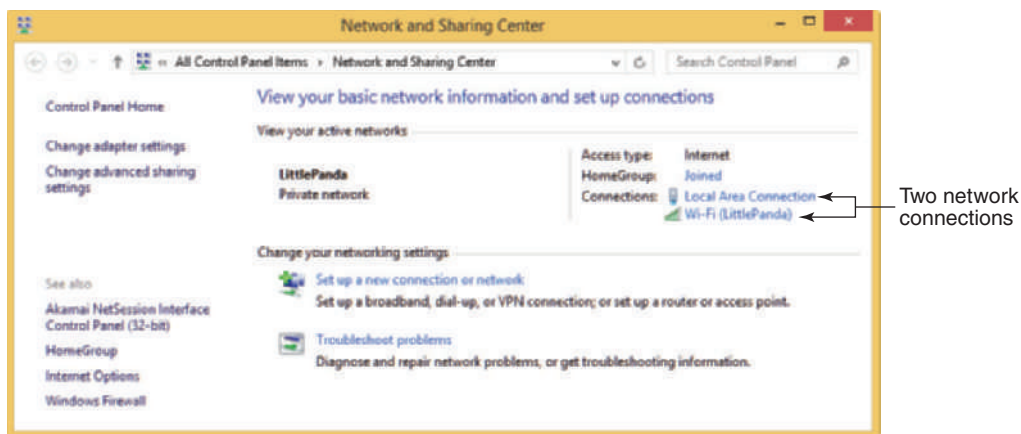 Network and Sharing Center
« All Control Panel Items › Network and Sharing Center
Search Control Panel
Control Panel Home
Change adapter settings
Change advanced sharing
settings
See also
Akamai NetSession Interface
Control Panel (32-bit)
HomeGroup
Internet Options
Windows Firewall
View your basic network information and set up connections
View your active networks
LittlePanda
Private network
Access type: Internet
HomeGroup: Joined
Connections: Local Area Connection
Wi-Fi (LittlePanda)
Change your networking settings
Set up a new connection or network
Set up a broadband, dial-up, or VPN connection; or set up a router or access point.
Troubleshoot problems
Diagnose and repair network problems, or get troubleshooting information.
Two network
connections